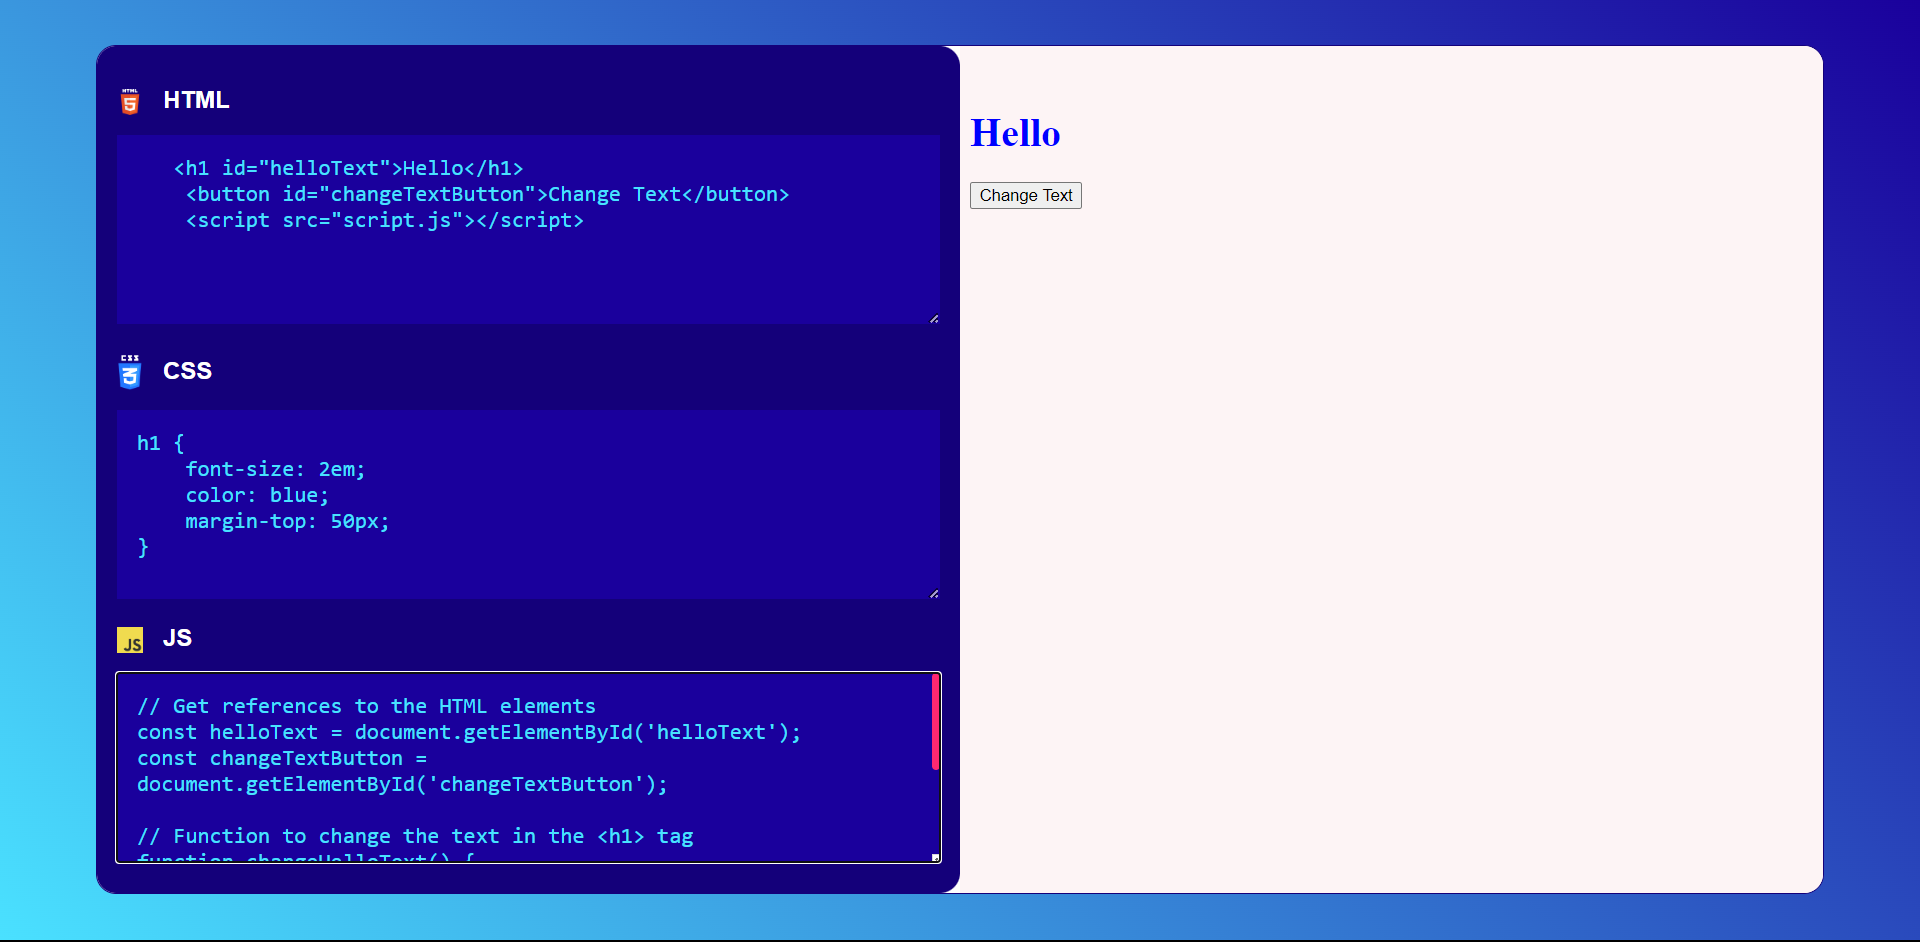 HTML
<h1 id="helloText">Hello</h1>
<button id="changeTextButton">Change Text</button>
<script src="script.js"></script>
CSS
h1 {
font-size: 2em;
color: blue;
margin-top: 50px;
}
JS
// Get references to the HTML elements
const helloText = document.getElementById('helloText');
const changeTextButton =
document.getElementById('changeTextButton');
// Function to change the text in the <h1> tag
function changeHelloText() {
Hello
Change Text